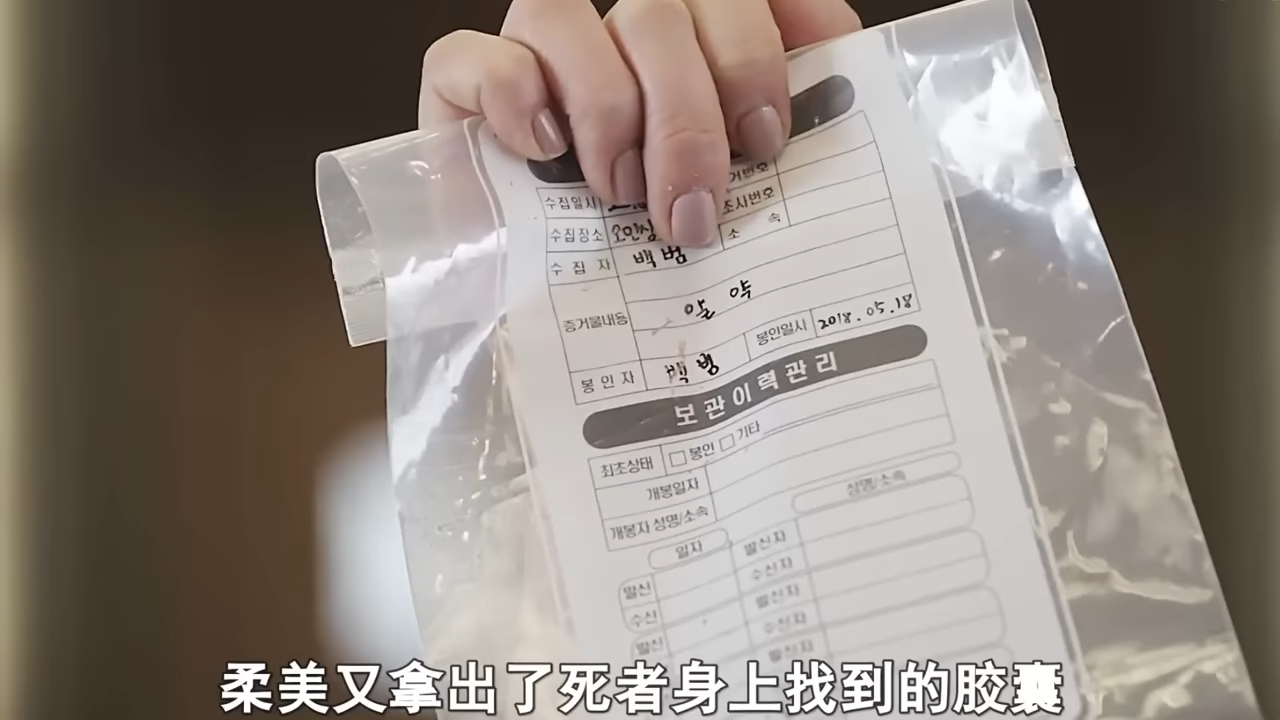 거번호
수집일시 조사번호
수집장소 오민상 소 속
수 집 자 백범
증거물내용 알약
봉인일시 2018.05.18
봉 인 자 백범
보관이력관리
최초상태 □봉인 □기타
개봉일자
개봉자 성명/소속
성명/소속
일자
발신 발신자
수신 수신자
발신 발신자
수신자
발신자
柔美又拿出了死者身上找到的胶囊